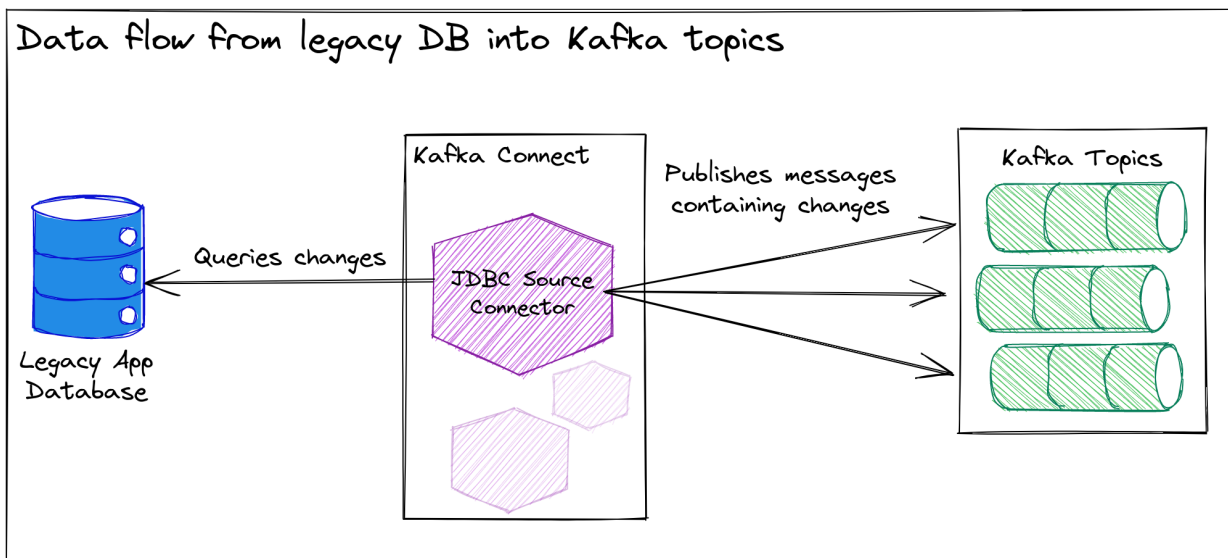 Data flow from legacy DB into Kafka topics
Kafka Connect
Kafka Topics
Publishes messages
containing changes
Queries changes
JDBC Source
Connector
Legacy App
Database